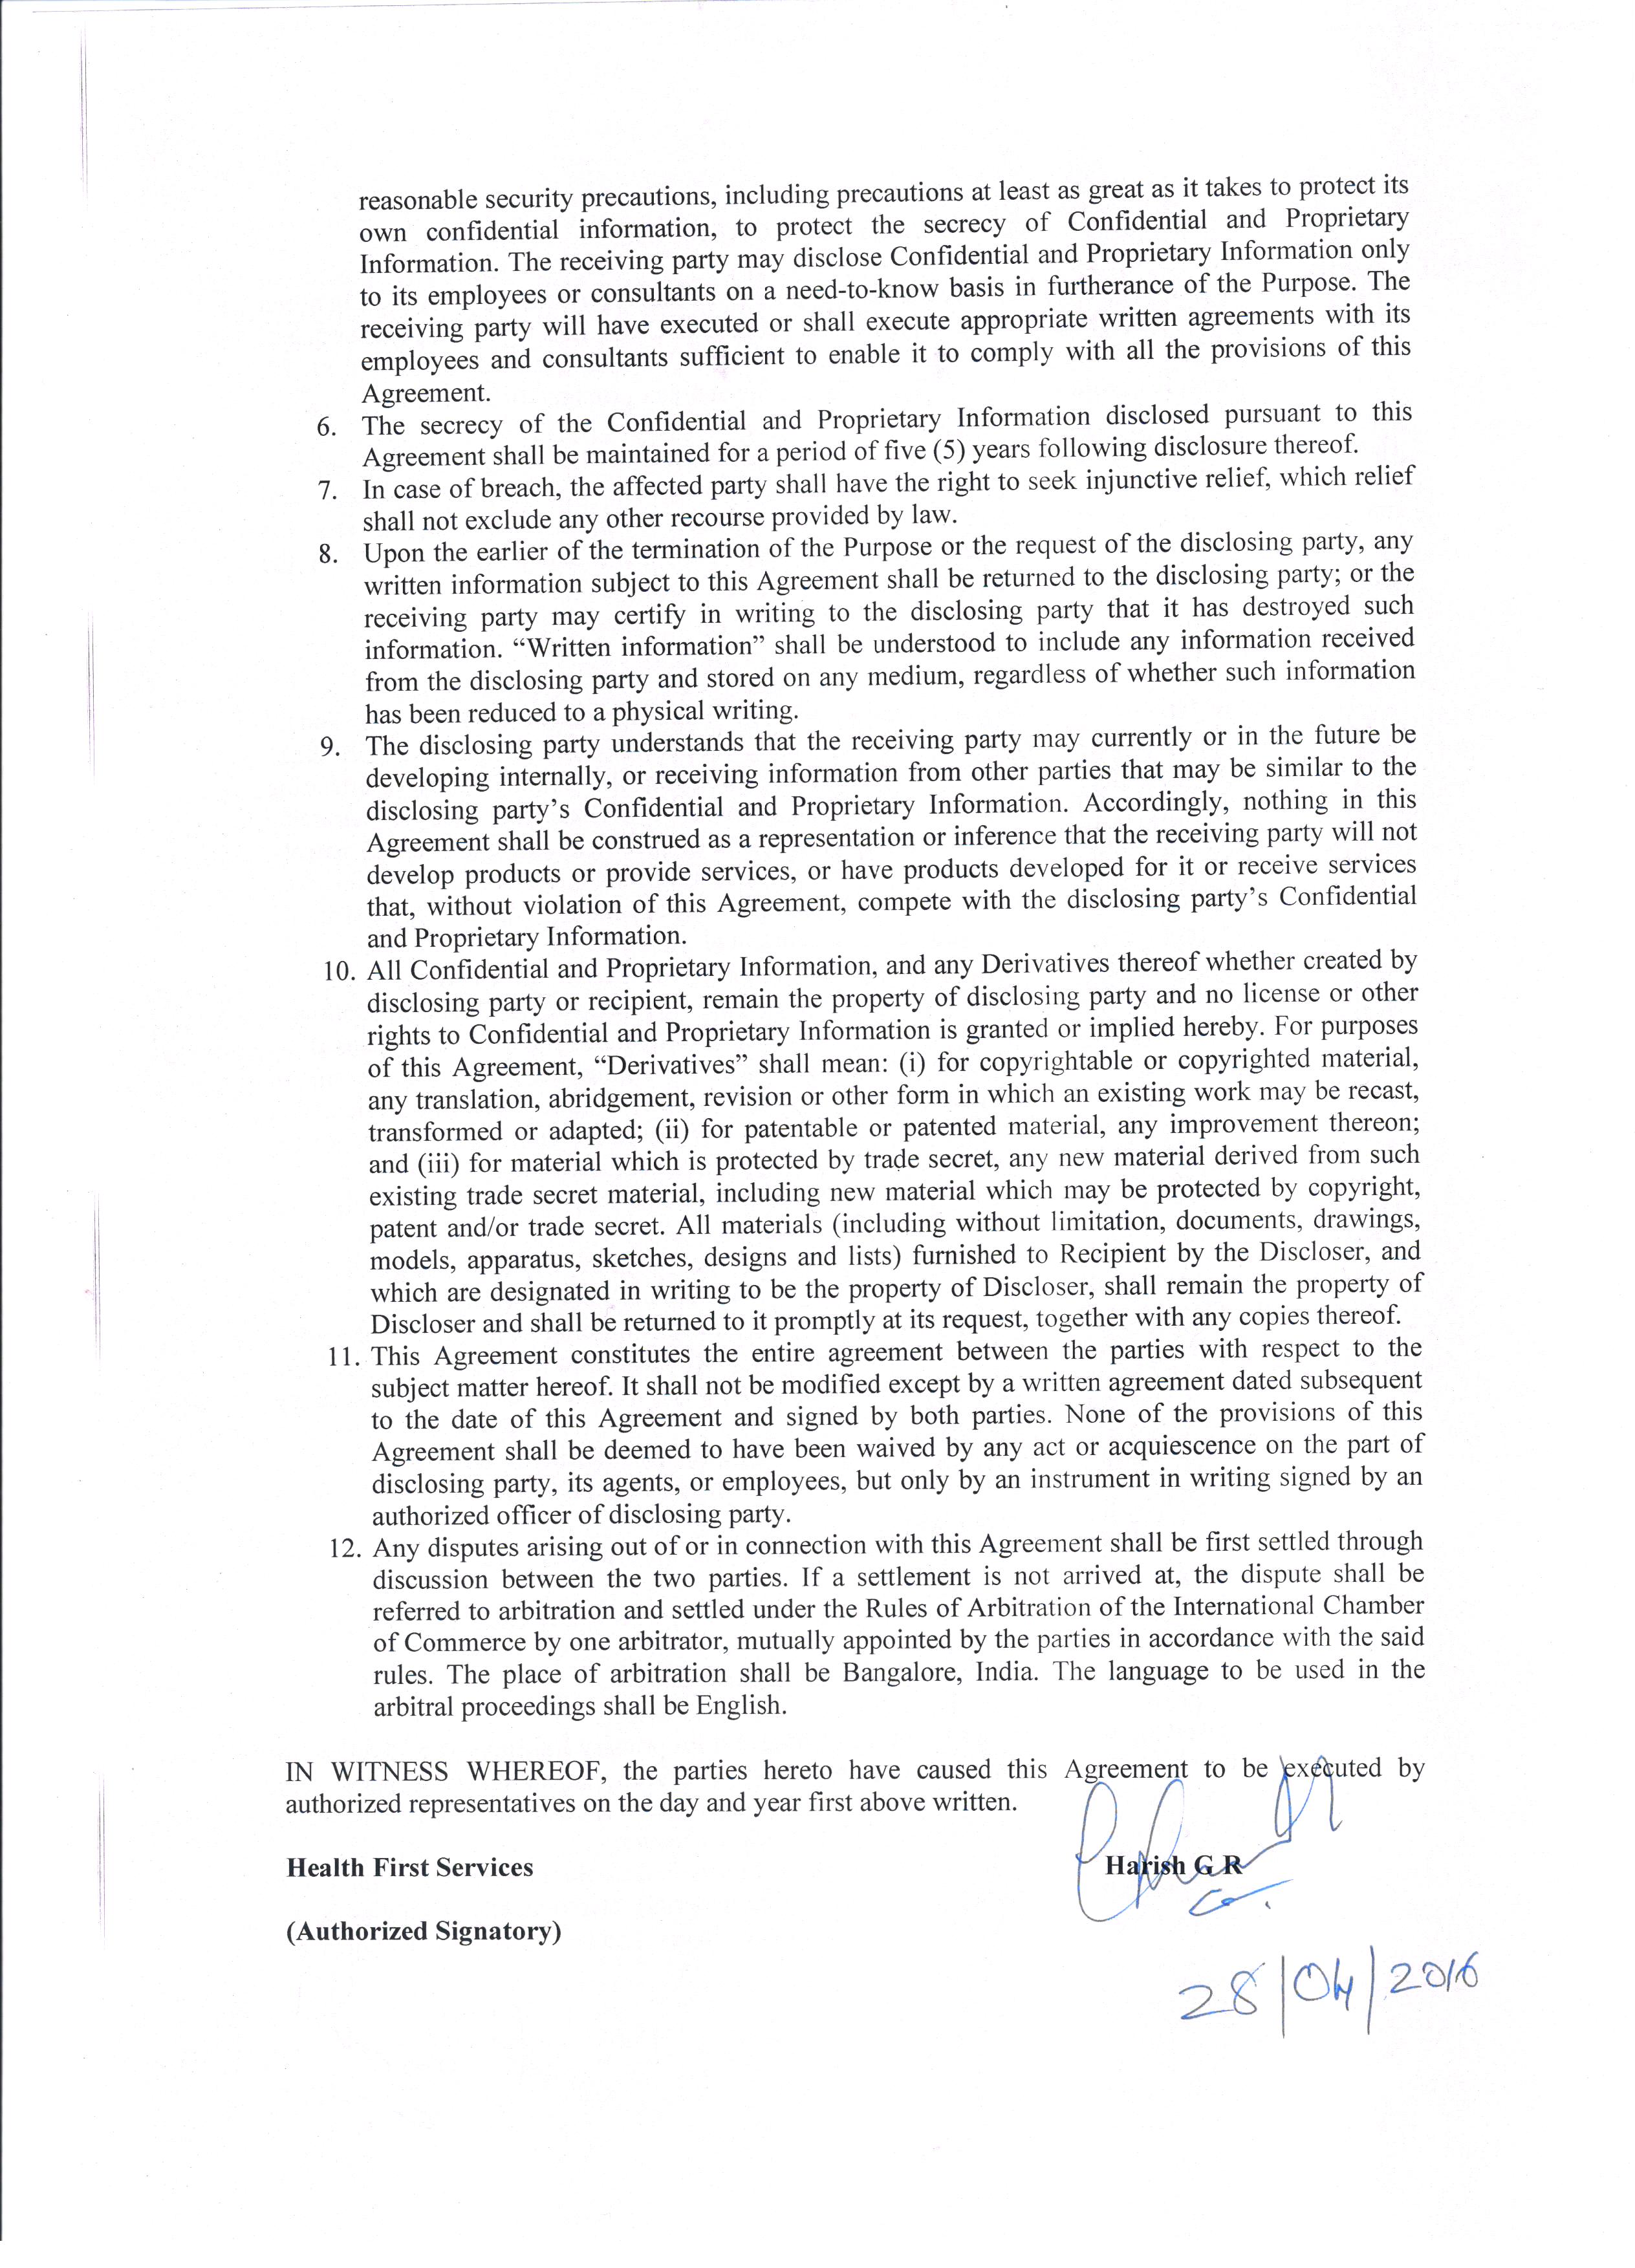 reasonable security precautions, including precautions at least as great as it takes to protect its
own confidential information, to protect the secrecy of Confidential and Proprietary
Information. The receiving party may disclose Confidential and Proprietary Information only
to its employees or consultants on a need-to-know basis in furtherance of the Purpose. The
receiving party will have executed or shall execute appropriate written agreements with its
employees and consultants sufficient to enable it to comply with all the provisions of this
Agreement.
6. The secrecy of the Confidential and Proprietary Information disclosed pursuant to this
Agreement shall be maintained for a period of five (5) years following disclosure thereof.
7. In case of breach, the affected party shall have the right to seek injunctive relief, which relief
shall not exclude any other recourse provided by law.
8. Upon the earlier of the termination of the Purpose or the request of the disclosing party, any
written information subject to this Agreement shall be returned to the disclosing party; or the
receiving party may certify in writing to the disclosing party that it has destroyed such
information. “Written information” shall be understood to include any information received
from the disclosing party and stored on any medium, regardless of whether such information
has been reduced to a physical writing.
9. The disclosing party understands that the receiving party may currently or in the future be
developing internally, or receiving information from other parties that may be similar to the
disclosing party’s Confidential and Proprietary Information. Accordingly, nothing in this
Agreement shall be construed as a representation or inference that the receiving party will not
develop products or provide services, or have products developed for it or receive services
that, without violation of this Agreement, compete with the disclosing party’s Confidential
and Proprietary Information.
10. All Confidential and Proprietary Information, and any Derivatives thereof whether created by
disclosing party or recipient, remain the property of disclosing party and no license or other
rights to Confidential and Proprietary Information is granted or implied hereby. For purposes
of this Agreement, “Derivatives” shall mean: (i) for copyrightable or copyrighted material,
any translation, abridgement, revision or other form in which an existing work may be recast,
transformed or adapted; (ii) for patentable or patented material, any improvement thereon;
and (iii) for material which is protected by trade secret, any new material derived from such
existing trade secret material, including new material which may be protected by copyright,
patent and/or trade secret. All materials (including without limitation, documents, drawings,
models, apparatus, sketches, designs and lists) furnished to Recipient by the Discloser, and
which are designated in writing to be the property of Discloser, shall remain the property of
Discloser and shall be returned to it promptly at its request, together with any copies thereof.
11. This Agreement constitutes the entire agreement between the parties with respect to the
subject matter hereof. It shall not be modified except by a written agreement dated subsequent
to the date of this Agreement and signed by both parties. None of the provisions of this
Agreement shall be deemed to have been waived by any act or acquiescence on the part of
disclosing party, its agents, or employees, but only by an instrument in writing signed by an
authorized officer of disclosing party.
12. Any disputes arising out of or in connection with this Agreement shall be first settled through
discussion between the two parties. If a settlement is not arrived at, the dispute shall be
referred to arbitration and settled under the Rules of Arbitration of the International Chamber
of Commerce by one arbitrator, mutually appointed by the parties in accordance with the said
rules. The place of arbitration shall be Bangalore, India. The language to be used in the
arbitral proceedings shall be English.
IN WITNESS WHEREOF, the parties hereto have caused this Agreement to be executed by
authorized representatives on the day and year first above written.
Health First Services Harish G R
(Authorized Signatory)
28/04/2016